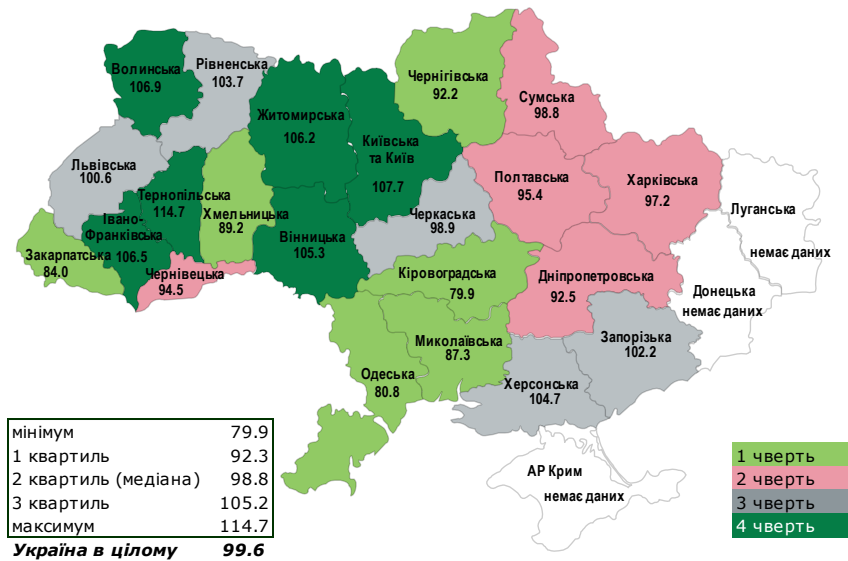 Волинська
106.9
Рівненська
103.7
Житомирська
106.2
Київська
та Київ
107.7
Чернігівська
92.2
Сумська
98.8
Львівська
100.6
Тернопільська
114.7
Хмельницька
89.2
Вінницька
105.3
Черкаська
98.9
Полтавська
95.4
Харківська
97.2
Луганська
немає даних
Закарпатська
84.0
Івано-
Франківська
106.5
Чернівецька
94.5
Кіровоградська
79.9
Дніпропетровська
92.5
Донецька
немає даних
Одеська
80.8
Миколаївська
87.3
Херсонська
104.7
Запорізька
102.2
АР Крим
немає даних
мінімум 79.9
1 квартиль 92.3
2 квартиль (медіана) 98.8
3 квартиль 105.2
максимум 114.7
Україна в цілому 99.6
1 чверть
2 чверть
3 чверть
4 чверть